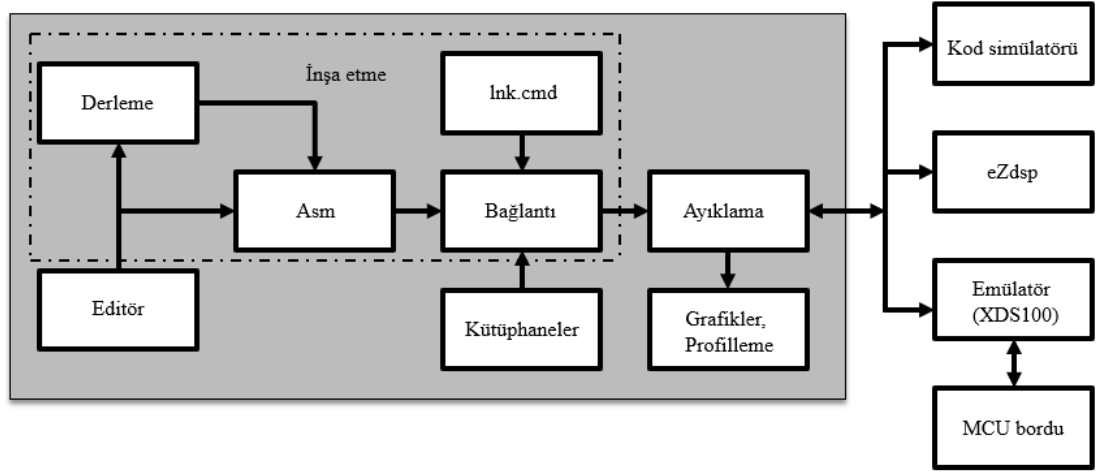 Derleme
İnşa etme
lnk.cmd
Kod simülatörü
Asm
Bağlantı
Ayıklama
eZdsp
Editör
Kütüphaneler
Grafikler,
Profilleme
Emülatör
(XDS100)
MCU bordu